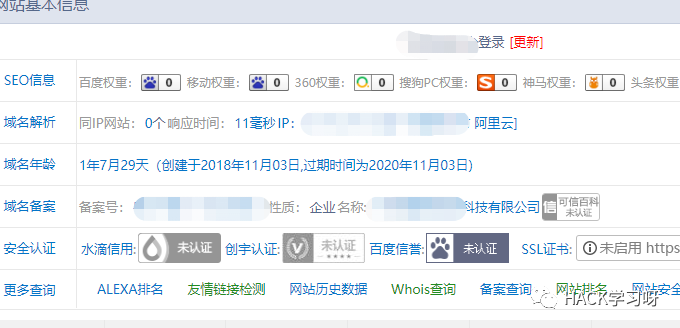 网站基本信息
登录 [更新]
SEO信息 百度权重: 0 移动权重: 0 360权重: 0 搜狗PC权重: 0 神马权重: 0 头条权重
域名解析 同IP网站: 0个 响应时间: 11毫秒 IP: 阿里云]
域名年龄 1年7月29天 (创建于2018年11月03日,过期时间为2020年11月03日)
域名备案 备案号: 性质: 企业 名称: 科技有限公司 信 可信百科 未认证
安全认证 水滴信用: 未认证 创宇认证: V 未认证 百度信誉: 未认证 SSL证书: 未启用 https
更多查询 ALEXA排名 友情链接检测 网站历史数据 Whois查询 备案查询 网站排名 网站安全
HACK学习呀